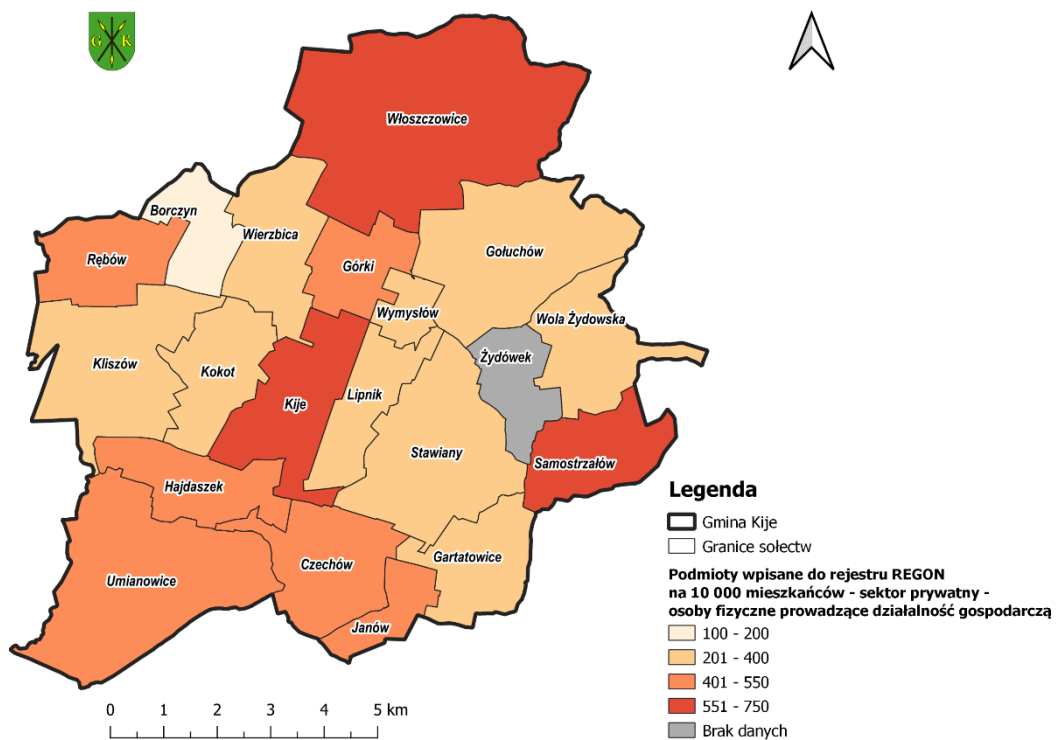 G K
Włoszczowice
Borczyn
Wierzbica
Rębów
Górki
Gołuchów
Wymysłów
Wola Żydowska
Kliszów
Kokot
Żydówek
Lipnik
Kije
Stawiany
Samostrzałów
Hajdaszek
Gartatowice
Czechów
Umianowice
Janów
Legenda
Gmina Kije
Granice sołectw
Podmioty wpisane do rejestru REGON
na 10 000 mieszkańców - sektor prywatny -
osoby fizyczne prowadzące działalność gospodarczą
100 - 200
201 - 400
401 - 550
551 - 750
Brak danych
0 1 2 3 4 5 km